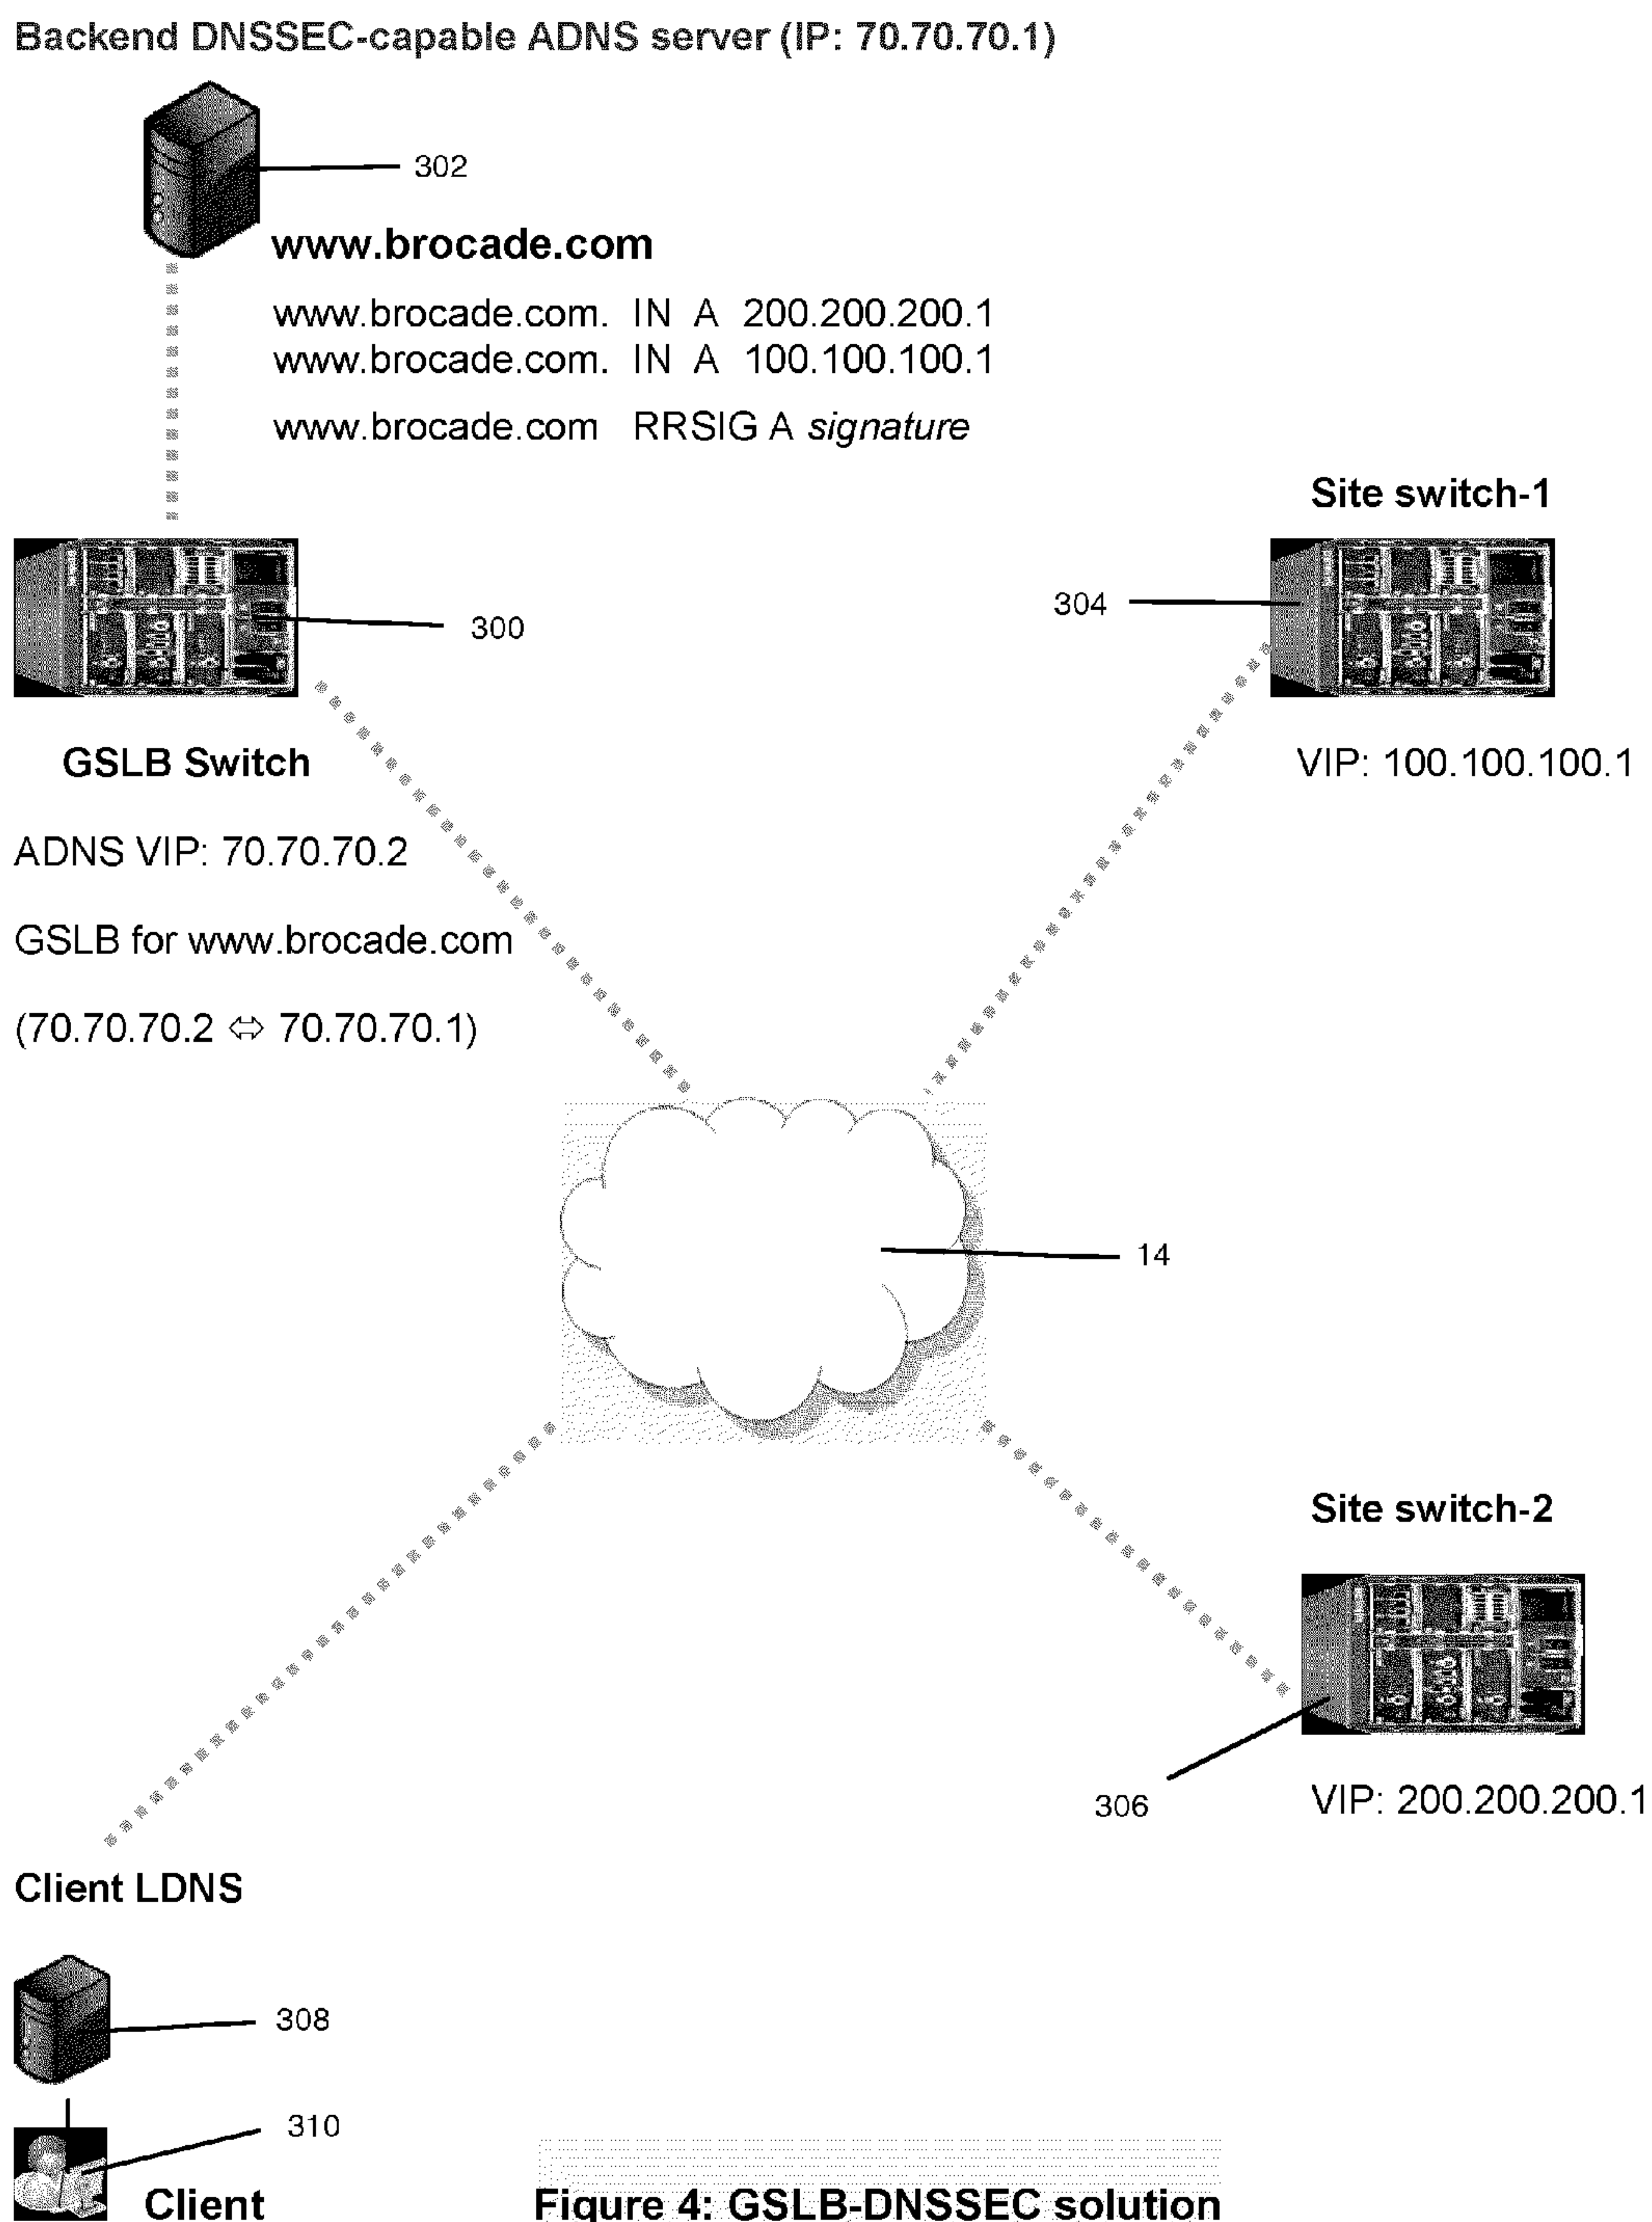 Backend DNSSEC-capable ADNS server (IP: 70.70.70.1)
302
www.brocade.com
www.brocade.com. IN A 200.200.200.1
www.brocade.com. IN A 100.100.100.1
www.brocade.com RRSIG A signature
Site switch-1
304
300
GSLB Switch
VIP: 100.100.100.1
ADNS VIP: 70.70.70.2
GSLB for www.brocade.com
(70.70.70.2 ⇔ 70.70.70.1)
14
Site switch-2
306
VIP: 200.200.200.1
Client LDNS
308
310
Client
Figure 4: GSLB-DNSSEC solution